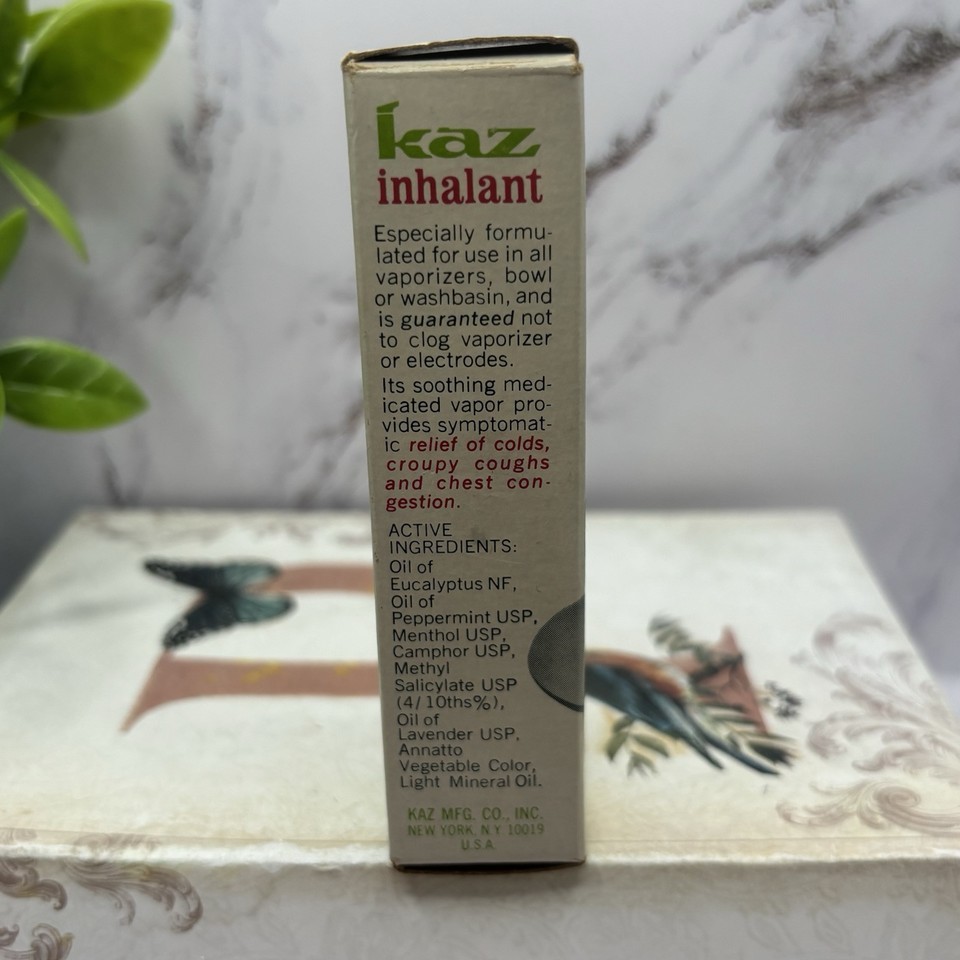 kaz
inhalant
Especially formu-
lated for use in all
vaporizers, bowl
or washbasin, and
is guaranteed not
to clog vaporizer
or electrodes.
Its soothing med-
icated vapor pro-
vides symptomat-
ic relief of colds,
croupy coughs
and chest con-
gestion.
ACTIVE
INGREDIENTS:
Oil of
Eucalyptus NF,
Oil of
Peppermint USP,
Menthol USP,
Camphor USP,
Methyl
Salicylate USP
(4/10ths%),
Oil of
Lavender USP,
Annatto
Vegetable Color,
Light Mineral Oil.
KAZ MFG. CO., INC.
NEW YORK, N.Y. 10019
U.S.A.